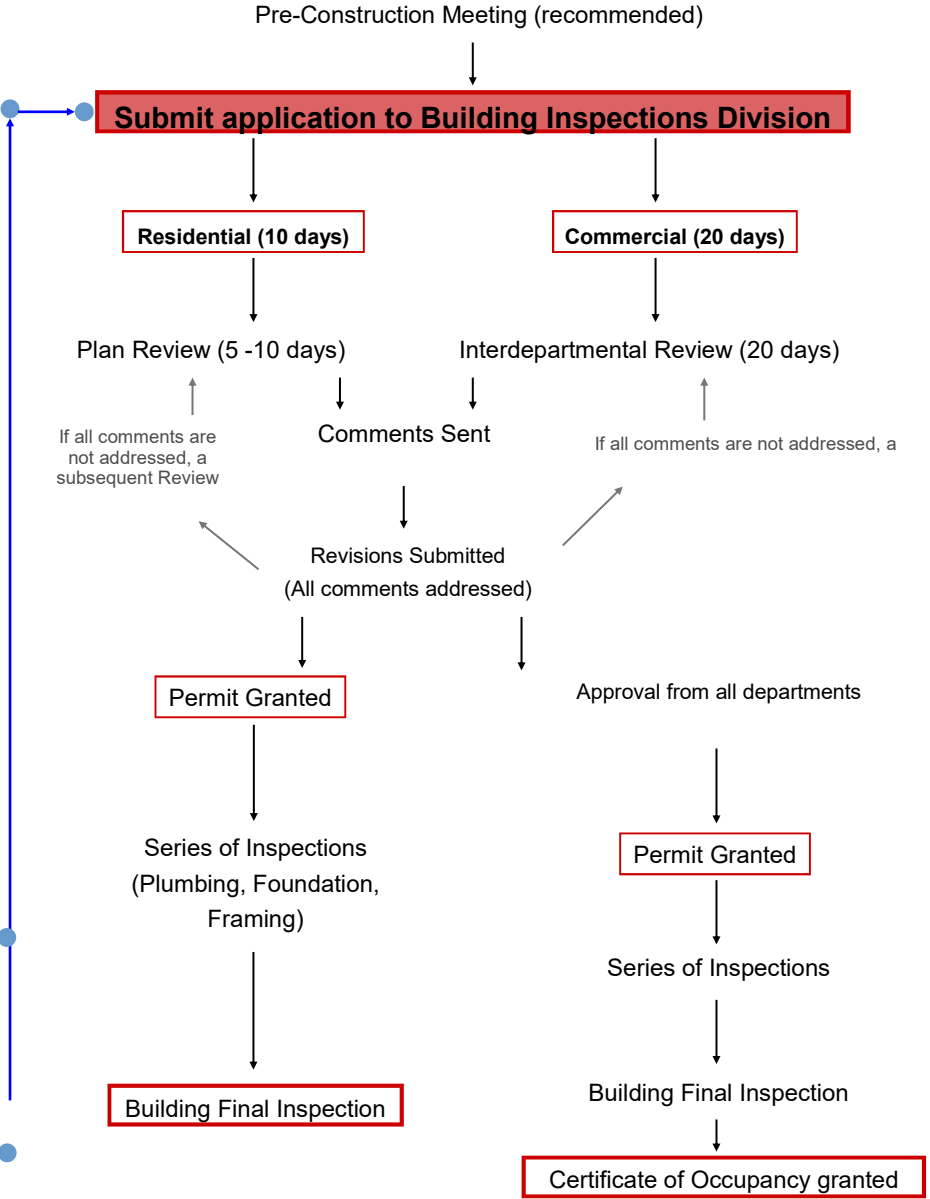 Pre-Construction Meeting (recommended)
Submit application to Building Inspections Division
Residential (10 days)
Commercial (20 days)
Plan Review (5 -10 days)
Interdepartmental Review (20 days)
If all comments are
not addressed, a
subsequent Review
Comments Sent
If all comments are not addressed, a
Revisions Submitted
(All comments addressed)
Permit Granted
Approval from all departments
Series of Inspections
(Plumbing, Foundation,
Framing)
Permit Granted
Series of Inspections
Building Final Inspection
Building Final Inspection
Certificate of Occupancy granted